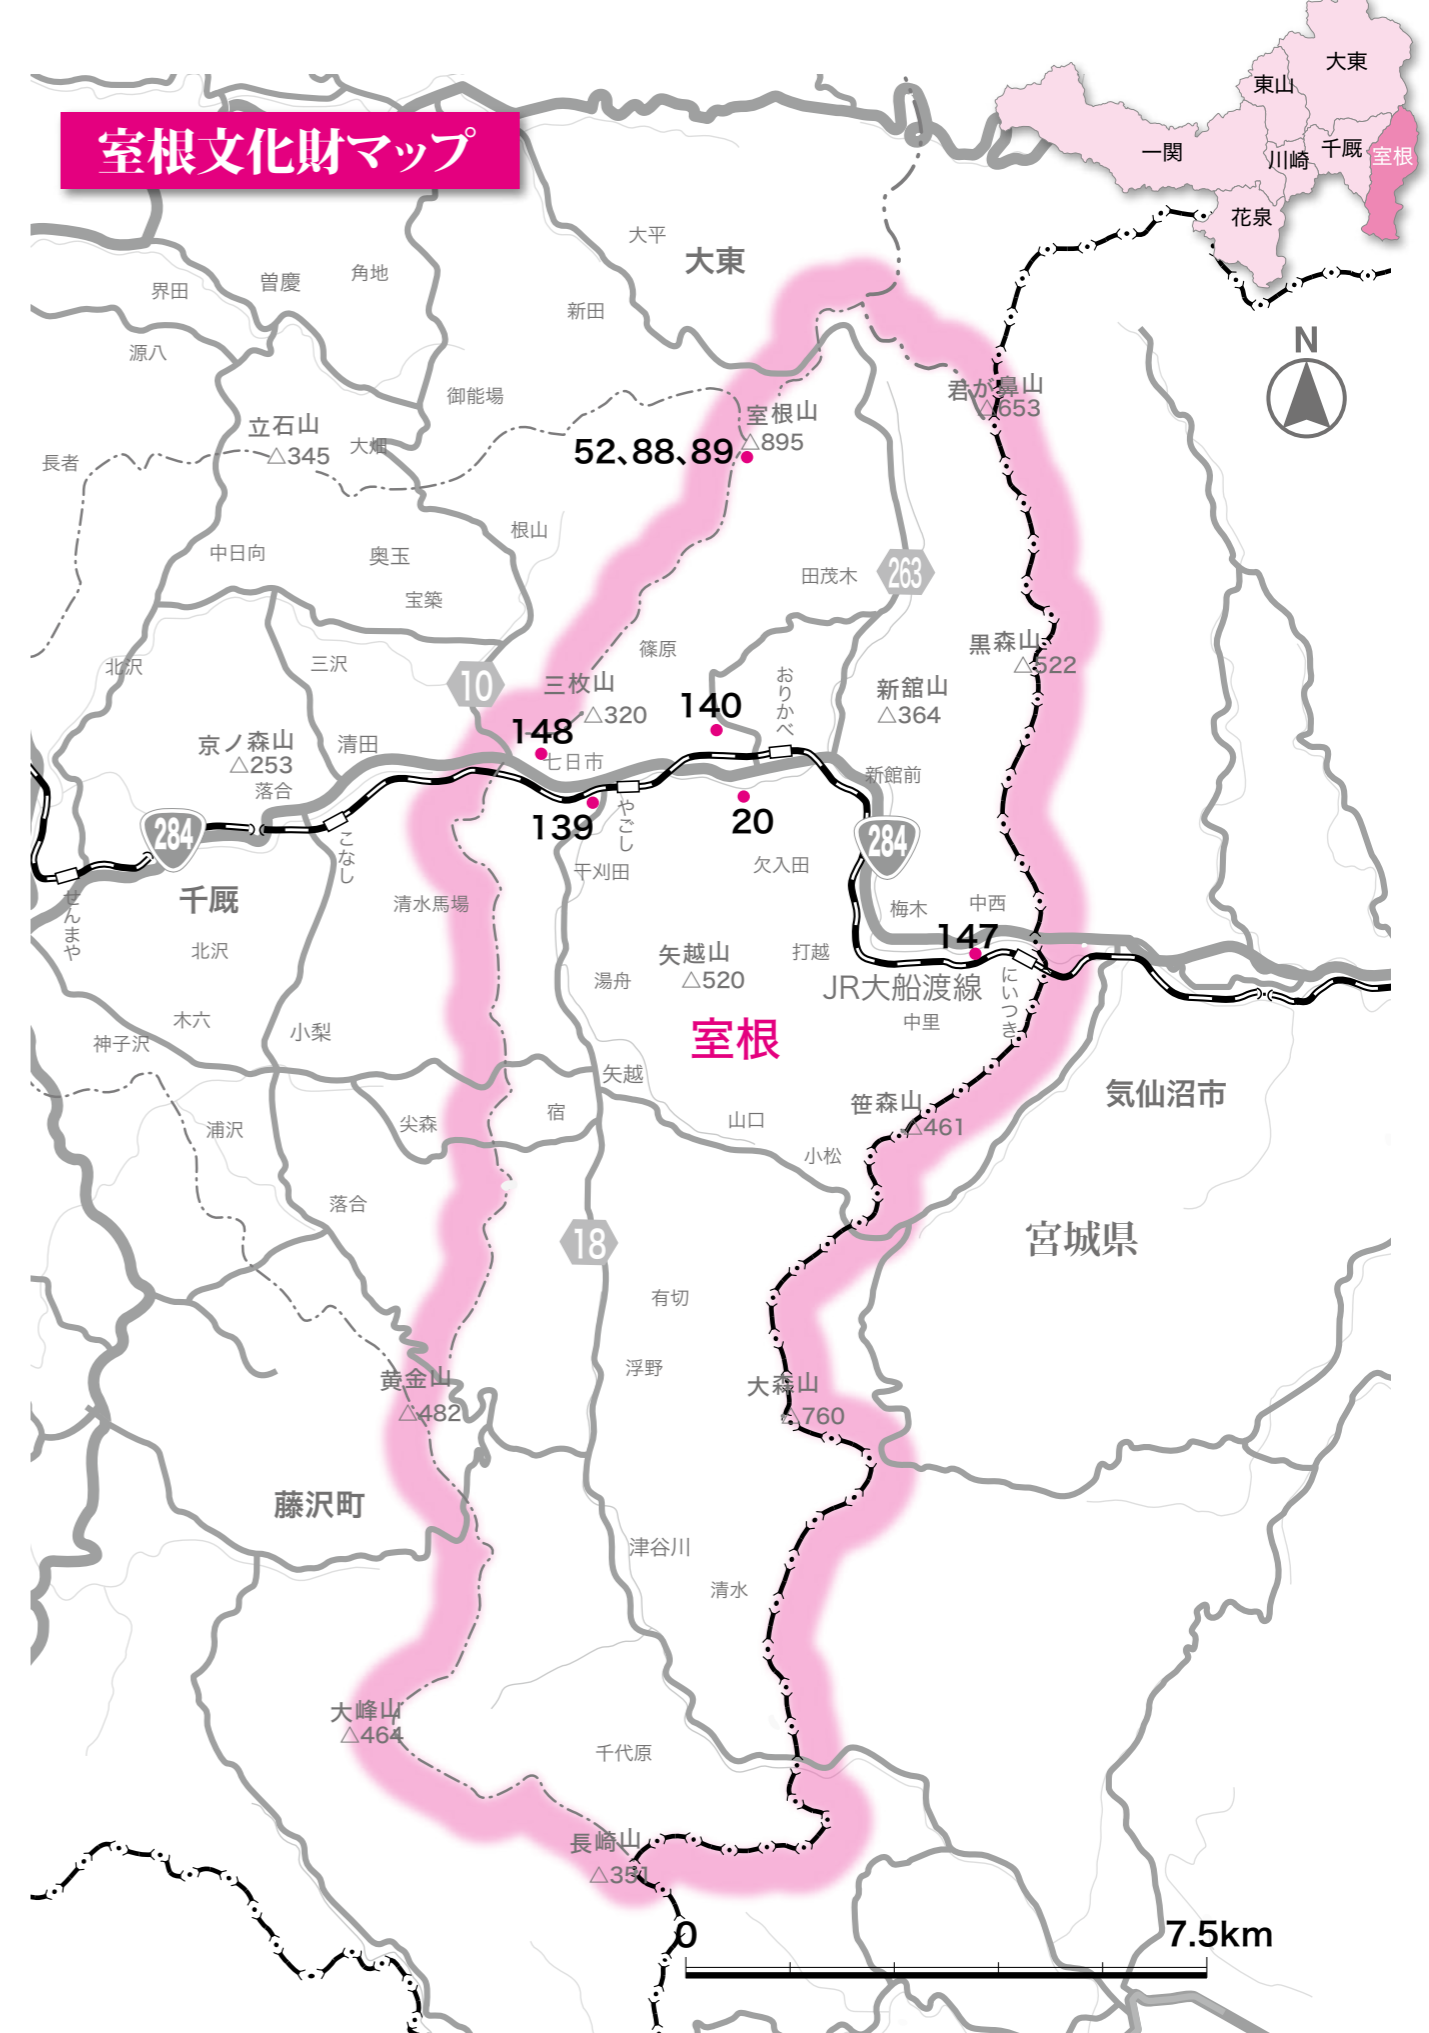 室根文化財マップ
大東
東山
一関
川崎
千厩
室根
花泉
大平
大東
界田
曽慶
角地
新田
源八
N
御能場
君が鼻山
△653
室根山
△895
立石山
△345
大畑
長者
52、88、89
根山
中日向
奥玉
宝築
田茂木
263
篠原
黒森山
△522
北沢
三沢
10
三枚山
△320
おりかべ
新舘山
△364
140
148
京ノ森山
△253
清田
七日市
落合
新館前
やごし
139
20
284
284
こなし
干刈田
欠入田
せんまや
千厩
清水馬場
梅木
中西
147
北沢
矢越山
△520
打越
湯舟
JR大船渡線
にいつき
木六
小梨
中里
神子沢
室根
矢越
気仙沼市
浦沢
尖森
宿
山口
笹森山
△461
小松
落合
18
宮城県
有切
浮野
黄金山
△482
大森山
△760
藤沢町
津谷川
清水
大峰山
△464
千代原
長崎山
△351
0
7.5km